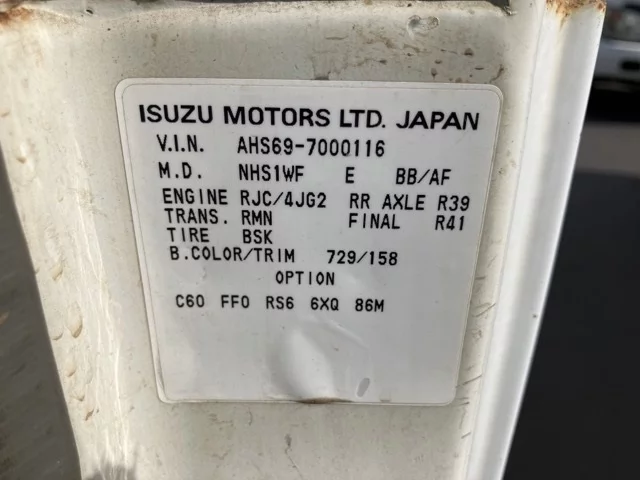 ISUZU MOTORS LTD. JAPAN
V.I.N. AHS69-7000116
M.D. NHS1WF E BB/AF
ENGINE RJC/4JG2 RR AXLE R39
TRANS. RMN FINAL R41
TIRE BSK
B.COLOR/TRIM 729/158
OPTION
C60 FF0 RS6 6XQ 86M